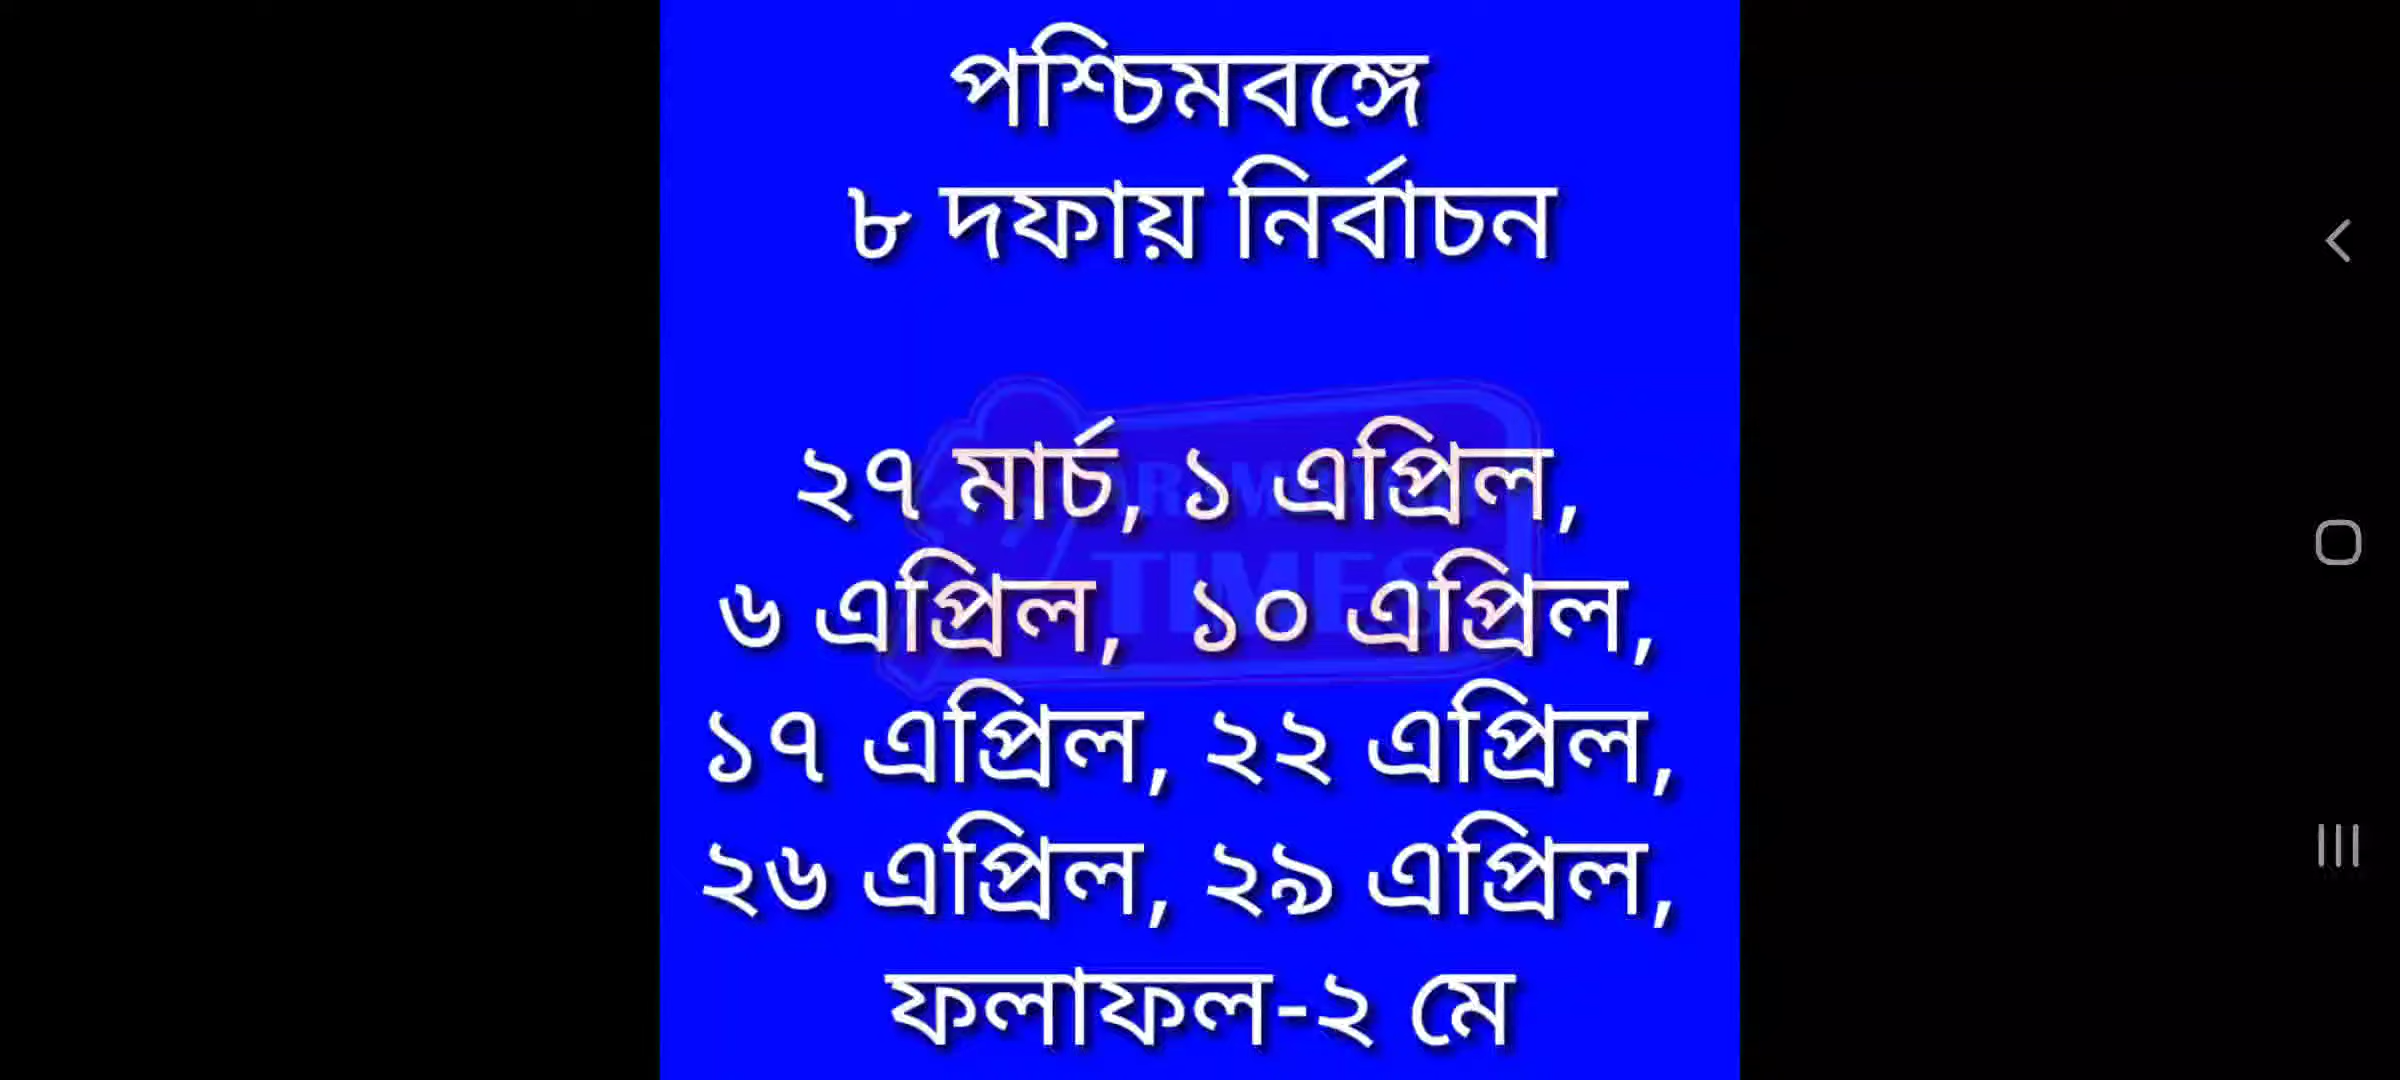 পশ্চিমবঙ্গে
৮ দফায় নির্বাচন
২৭ মার্চ, ১ এপ্রিল,
৬ এপ্রিল, ১০ এপ্রিল,
TIMES
১৭ এপ্রিল, ২২ এপ্রিল,
২৬ এপ্রিল, ২৯ এপ্রিল,
ফলাফল-২ মে